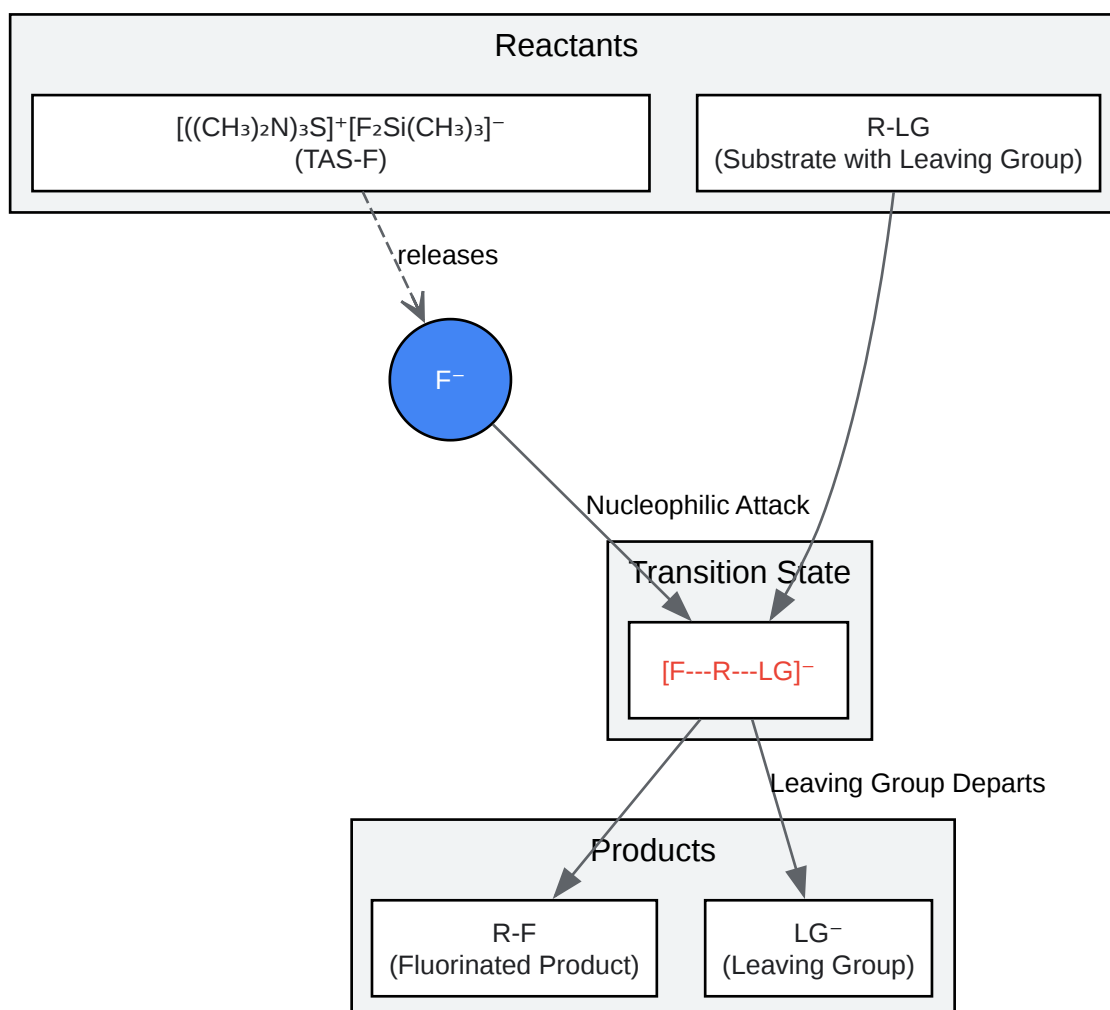 Reactants
[((CH₃)₂N)₃S]⁺[F₂Si(CH₃)₃]⁻
(TAS-F)
R-LG
(Substrate with Leaving Group)
releases
F⁻
Nucleophilic Attack
Transition State
[F---R---LG]⁻
Leaving Group Departs
Products
R-F
(Fluorinated Product)
LG⁻
(Leaving Group)